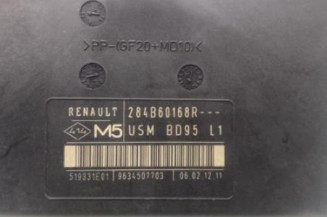 >PP-IGF20+MD10<
RENAULT 284B60168R---
M5 USM BD95 L1
519331E01 9634507703 06.02.12.11